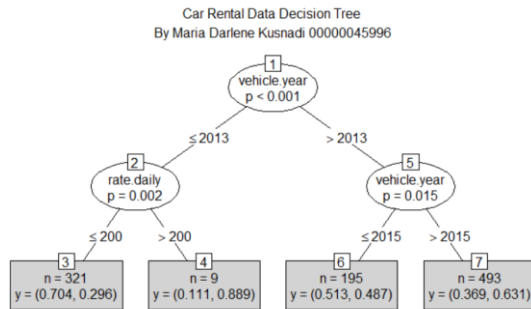 Car Rental Data Decision Tree
By Maria Darlene Kusnadi 00000045996
1
vehicle.year
p < 0.001
≤2013
> 2013
2
rate.daily
p = 0.002
5
vehicle.year
p = 0.015
≤200
> 200
≤2015
> 2015
3
n = 321
y = (0.704, 0.296)
4
n = 9
y = (0.111, 0.889)
6
n = 195
y = (0.513, 0.487)
7
n = 493
y = (0.369, 0.631)